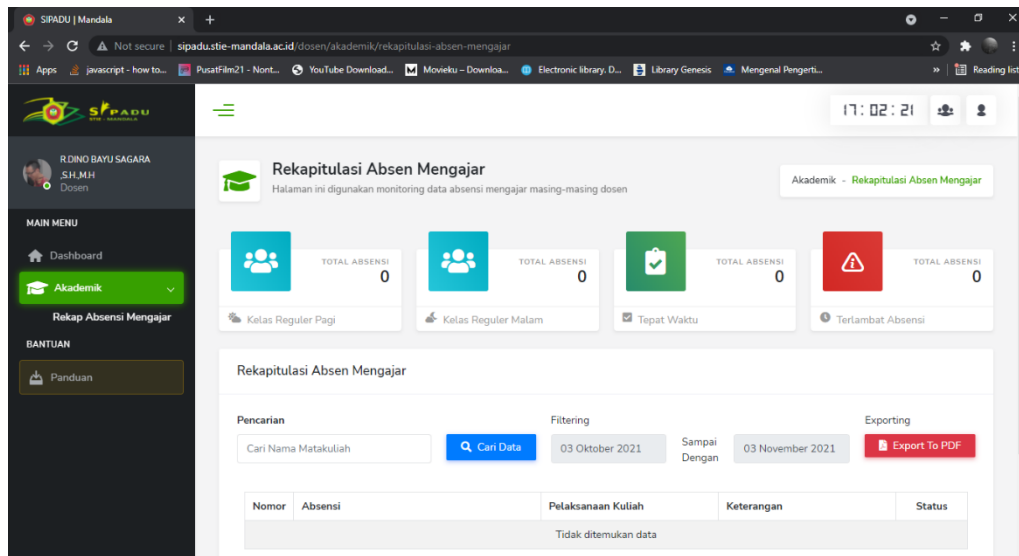 SIPADU | Mandala
Not secure | sipadu.stie-mandala.ac.id/dosen/akademik/rekapitulasi-absen-mengajar
Apps javascript - how to... PusatFilm21 - Nont... YouTube Download... Movieku – Downloa... Electronic library. D... Library Genesis Mengenal Pengerti... » Reading list
SIPADU
STIE - MANDALA
17:02:21
R.DINO BAYU SAGARA
,S.H.,M.H
Dosen
MAIN MENU
Dashboard
Akademik
Rekap Absensi Mengajar
BANTUAN
Panduan
Rekapitulasi Absen Mengajar
Halaman ini digunakan monitoring data absensi mengajar masing-masing dosen
Akademik - Rekapitulasi Absen Mengajar
TOTAL ABSENSI
0
Kelas Reguler Pagi
TOTAL ABSENSI
0
Kelas Reguler Malam
TOTAL ABSENSI
0
Tepat Waktu
TOTAL ABSENSI
0
Terlambat Absensi
Rekapitulasi Absen Mengajar
Pencarian
Cari Nama Matakuliah
Cari Data
Filtering
03 Oktober 2021
Sampai
Dengan
03 November 2021
Exporting
Export To PDF
Nomor Absensi Pelaksanaan Kuliah Keterangan Status
Tidak ditemukan data